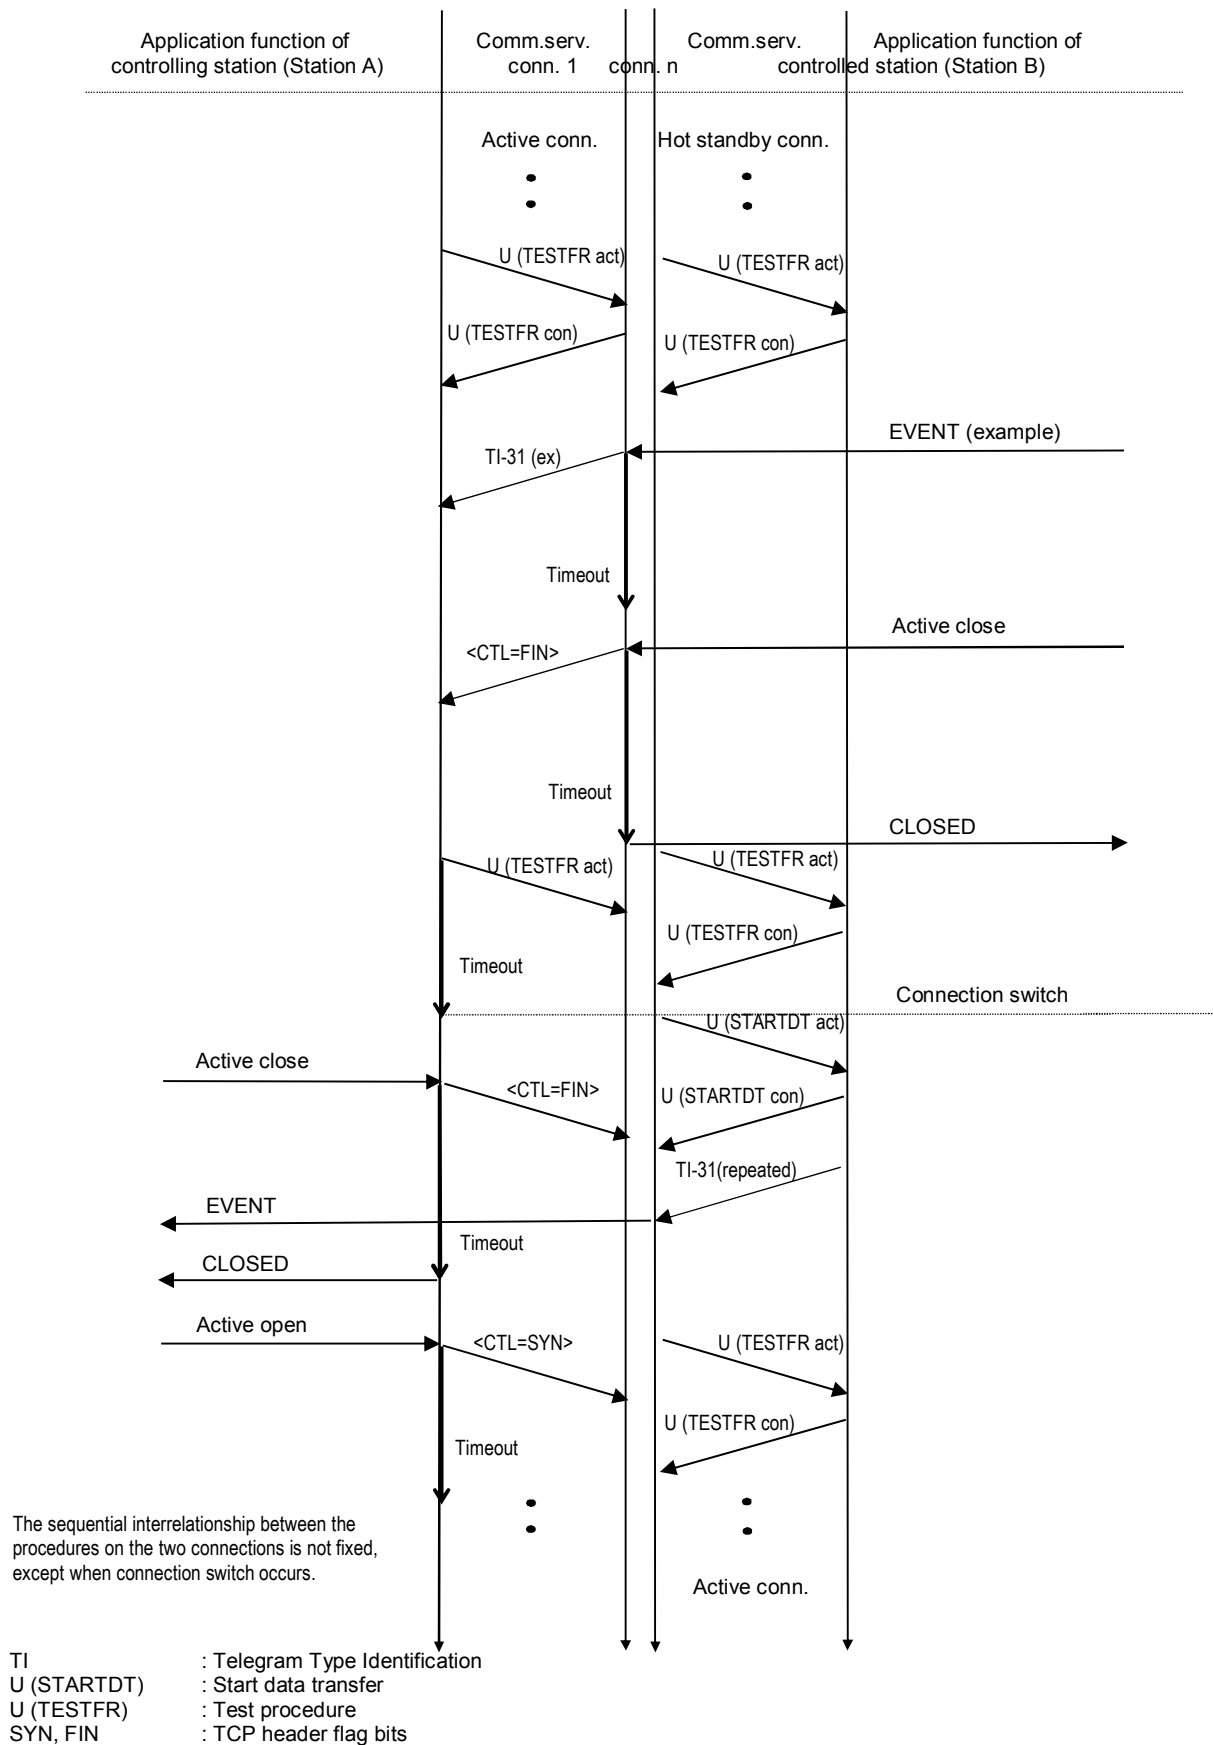 Application function of
controlling station (Station A)
Comm.serv.
conn. 1
conn. n
Comm.serv.
Application function of
controlled station (Station B)
Active conn.
Hot standby conn.
U (TESTFR act)
U (TESTFR act)
U (TESTFR con)
U (TESTFR con)
EVENT (example)
TI-31 (ex)
Timeout
Active close
<CTL=FIN>
Timeout
CLOSED
U (TESTFR act)
U (TESTFR act)
U (TESTFR con)
Timeout
Connection switch
U (STARTDT act)
Active close
<CTL=FIN>
U (STARTDT con)
TI-31(repeated)
EVENT
Timeout
CLOSED
Active open
<CTL=SYN>
U (TESTFR act)
U (TESTFR con)
Timeout
The sequential interrelationship between the
procedures on the two connections is not fixed,
except when connection switch occurs.
Active conn.
TI : Telegram Type Identification
U (STARTDT) : Start data transfer
U (TESTFR) : Test procedure
SYN, FIN : TCP header flag bits